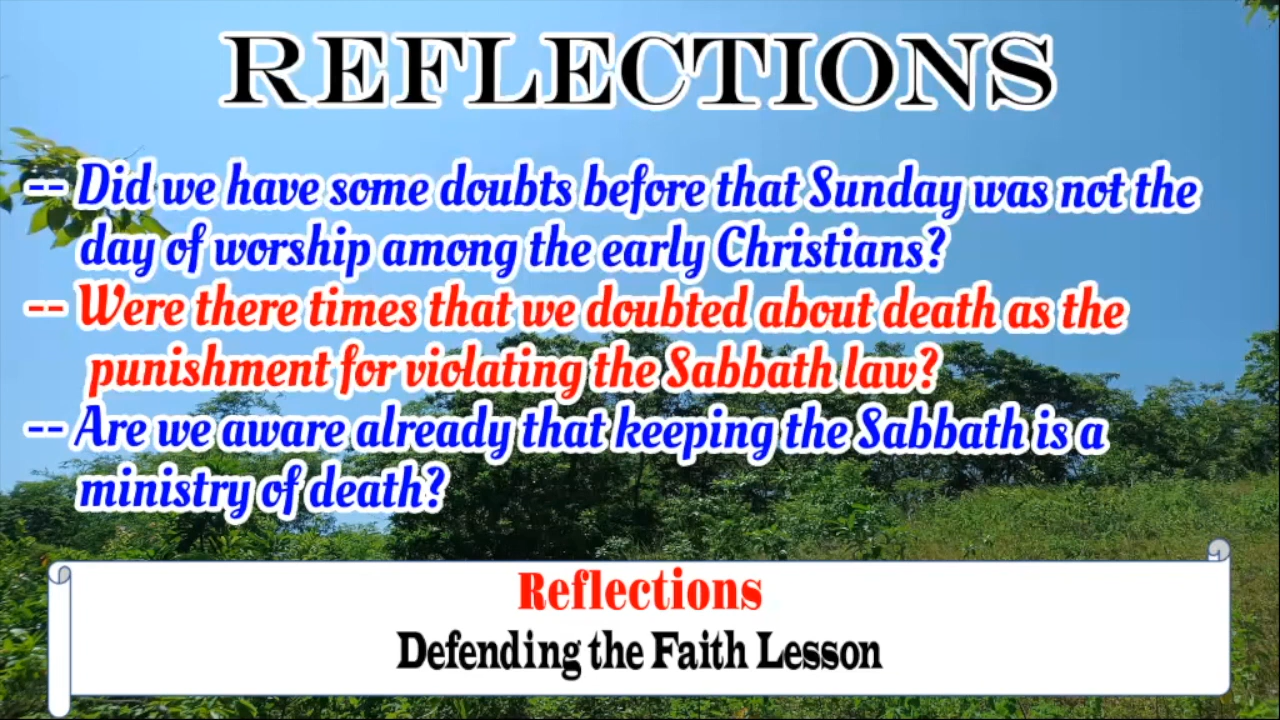 REFLECTIONS
-- Did we have some doubts before that Sunday was not the
day of worship among the early Christians?
-- Were there times that we doubted about death as the
punishment for violating the Sabbath law?
-- Are we aware already that keeping the Sabbath is a
ministry of death?
Reflections
Defending the Faith Lesson